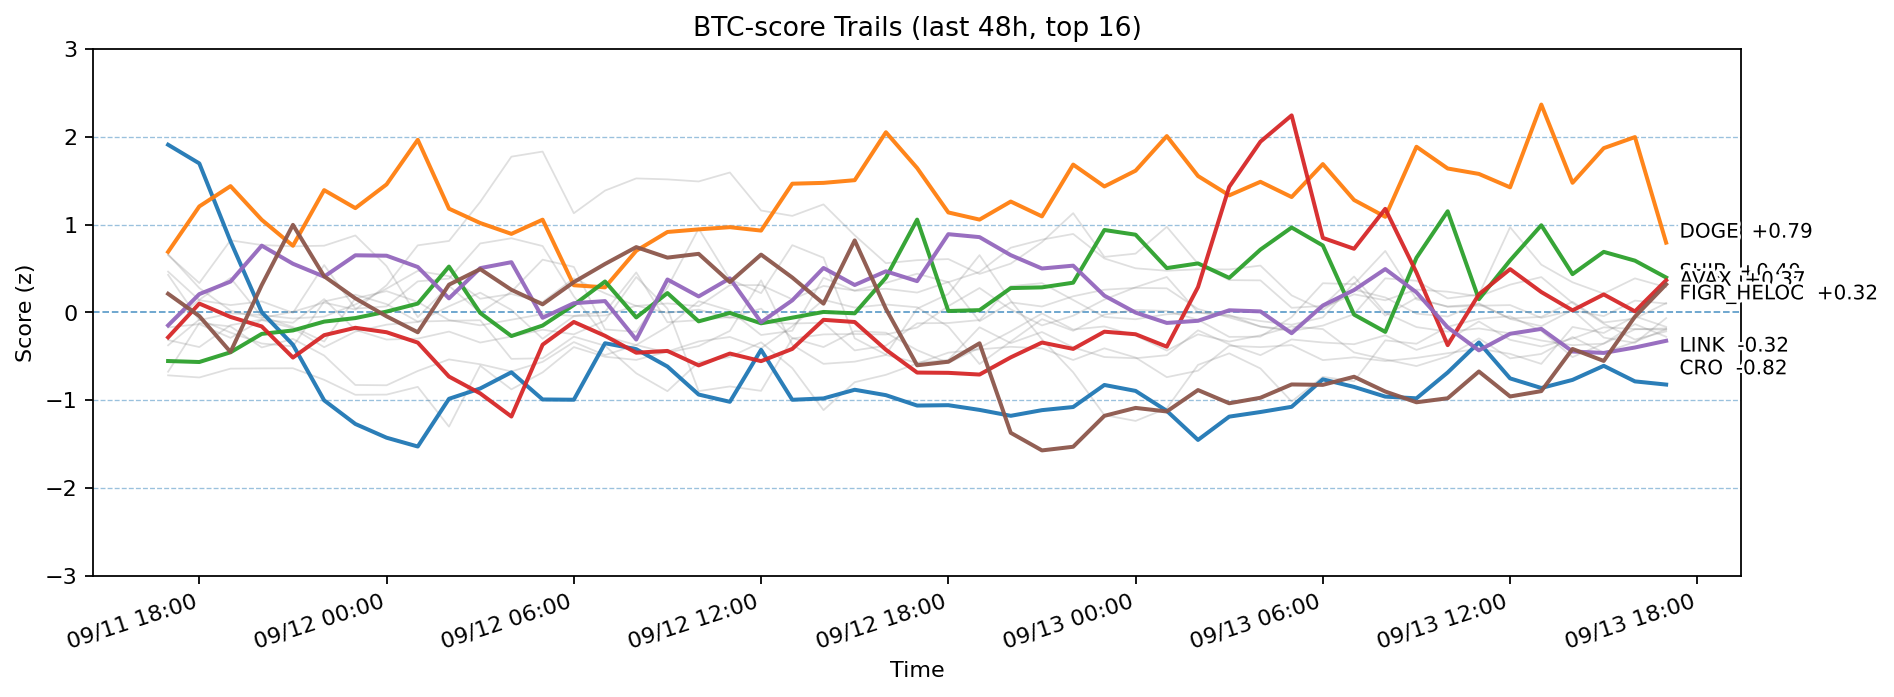 BTC-score Trails (last 48h, top 16)
3
2
1
0
−1
−2
−3
Score (z)
DOGE +0.79
AVAX +0.37
FIGR_HELOC +0.32
LINK -0.32
CRO -0.82
09/11 18:00
09/12 00:00
09/12 06:00
09/12 12:00
09/12 18:00
09/13 00:00
09/13 06:00
09/13 12:00
09/13 18:00
Time